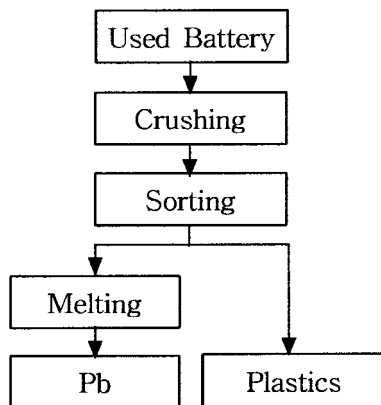 Used Battery
Crushing
Sorting
Melting
Pb
Plastics